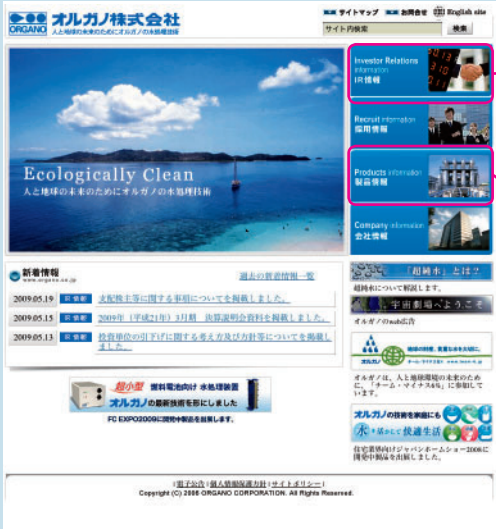 ORGANO
オルガノ株式会社
人と地球の未来のためにオルガノの水処理技術
サイトマップ お問合せ English site
サイト内検索 検索
Ecologically Clean
人と地球の未来のためにオルガノの水処理技術
Investor Relations
information
IR情報
Recruit information
採用情報
Products information
製品情報
Company information
会社情報
新着情報
www.organo.co.jp
過去の新着情報一覧
2009.05.19 IR情報 支配株主等に関する事項についてを掲載しました。
2009.05.15 IR情報 2009年（平成21年）3月期 決算説明会資料を掲載しました。
2009.05.13 IR情報 投資単位の引下げに関する考え方及び方針等についてを掲載し
ました。
超小型 燃料電池向け 水処理装置
オルガノの最新技術を形にしました
FC EXPO2009に開発中製品を出展します。
「超純水」とは？
超純水について解説します。
宇宙劇場へようこそ
オルガノのweb広告
オルガノ
オルガノは、人と地球環境の未来のため
に、「チーム・マイナス6%」に参加して
います。
オルガノの技術を家庭にも
水を活かして快適生活
住宅業界向けジャパンホームショー2008に
開発中製品を出展しました。
|電子公告|個人情報保護方針|サイトポリシー|
Copyright (C) 2008 ORGANO CORPORATION. All Rights Reserved.